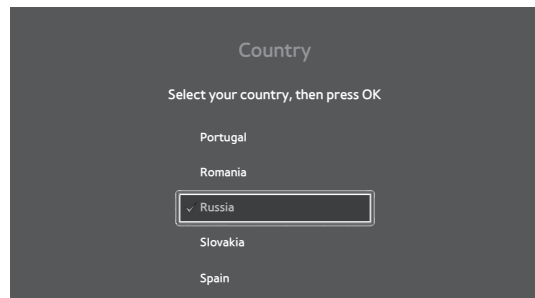 Country
Select your country, then press OK
Portugal
Romania
✓ Russia
Slovakia
Spain